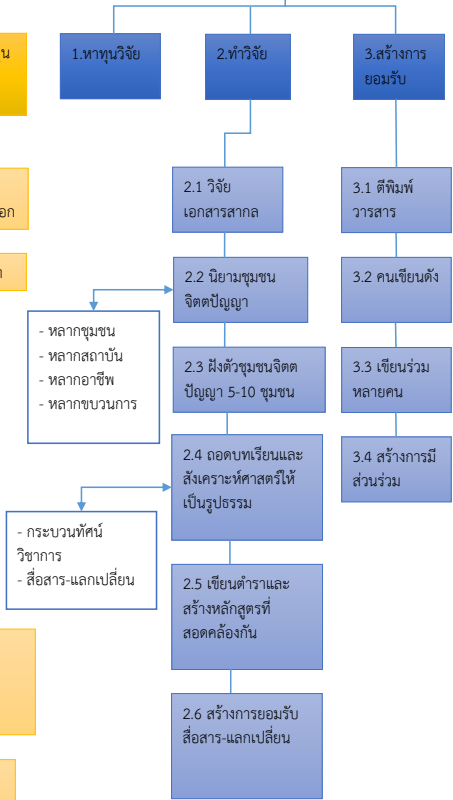 น
1.หาทุนวิจัย
2.ทำวิจัย
3.สร้างการ
ยอมรับ
อก
2.1 วิจัย
เอกสารสากล
3.1 ตีพิมพ์
วารสาร
2.2 นิยามชุมชน
จิตตปัญญา
3.2 คนเขียนดัง
- หลากชุมชน
- หลากสถาบัน
- หลากอาชีพ
- หลากขบวนการ
2.3 ฝังตัวชุมชนจิตต
ปัญญา 5-10 ชุมชน
3.3 เขียนร่วม
หลายคน
2.4 ถอดบทเรียนและ
สังเคราะห์ศาสตร์ให้
เป็นรูปธรรม
3.4 สร้างการมี
ส่วนร่วม
- กระบวนทัศน์
วิชาการ
- สื่อสาร-แลกเปลี่ยน
2.5 เขียนตำราและ
สร้างหลักสูตรที่
สอดคล้องกัน
2.6 สร้างการยอมรับ
สื่อสาร-แลกเปลี่ยน